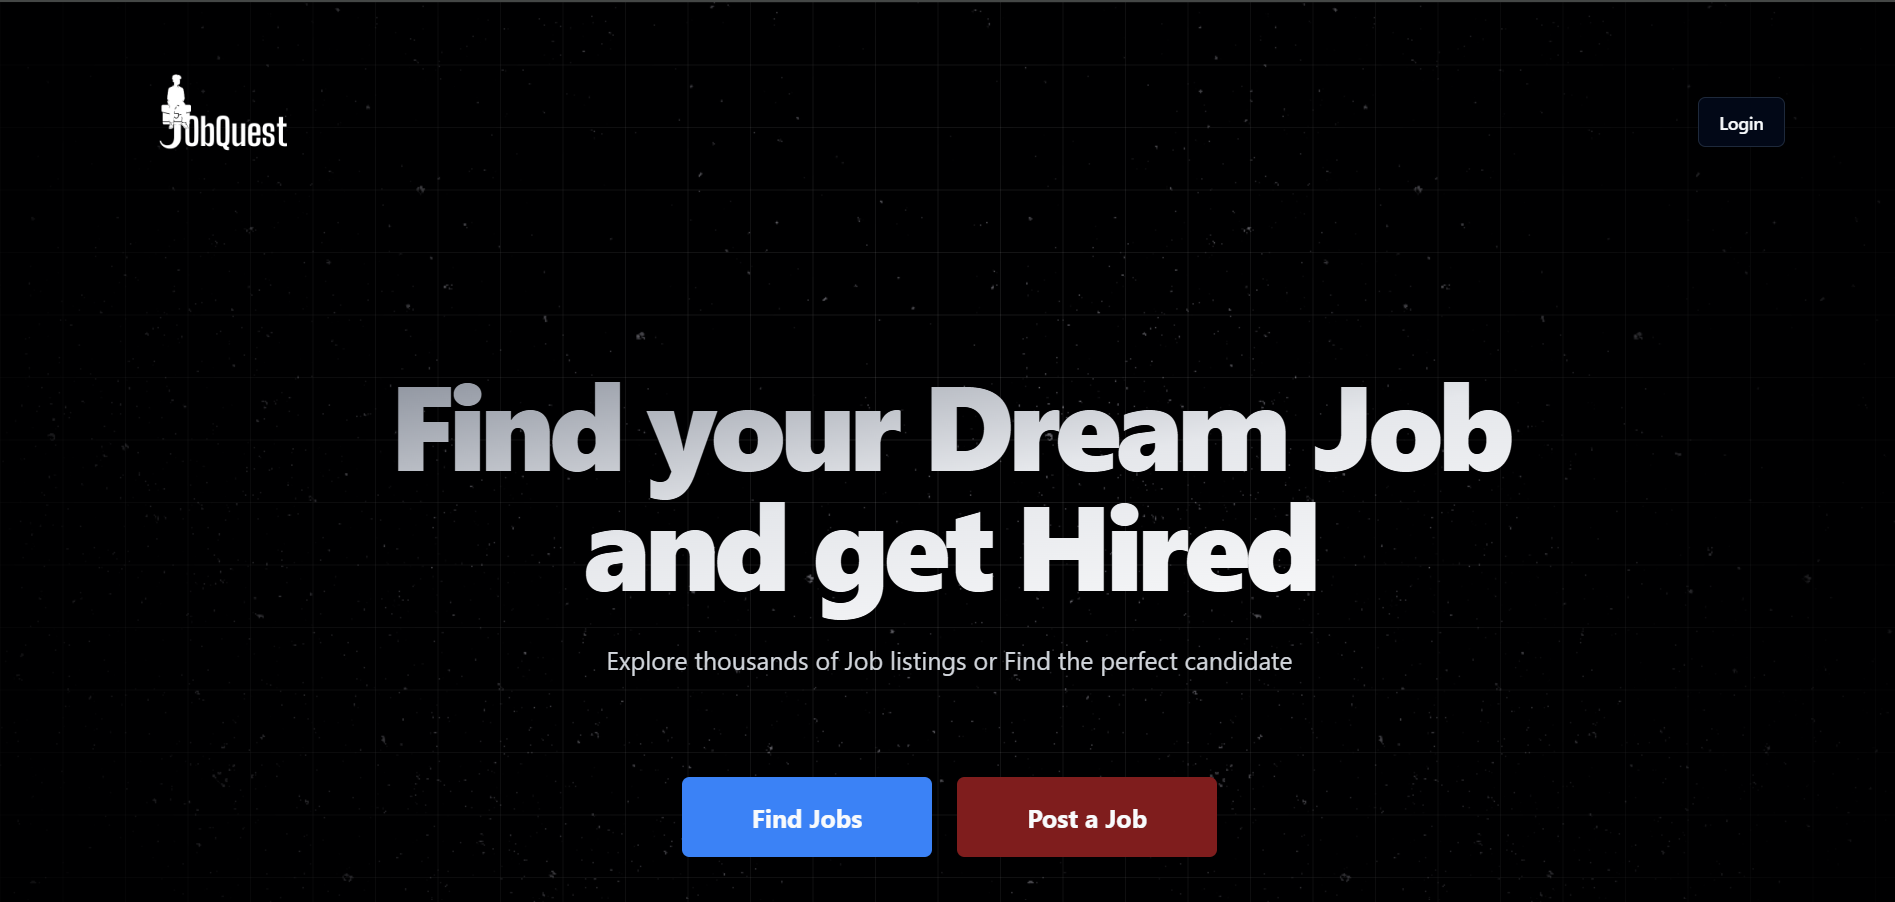 JobQuest
Login
Find your Dream Job
and get Hired
Explore thousands of Job listings or Find the perfect candidate
Find Jobs
Post a Job